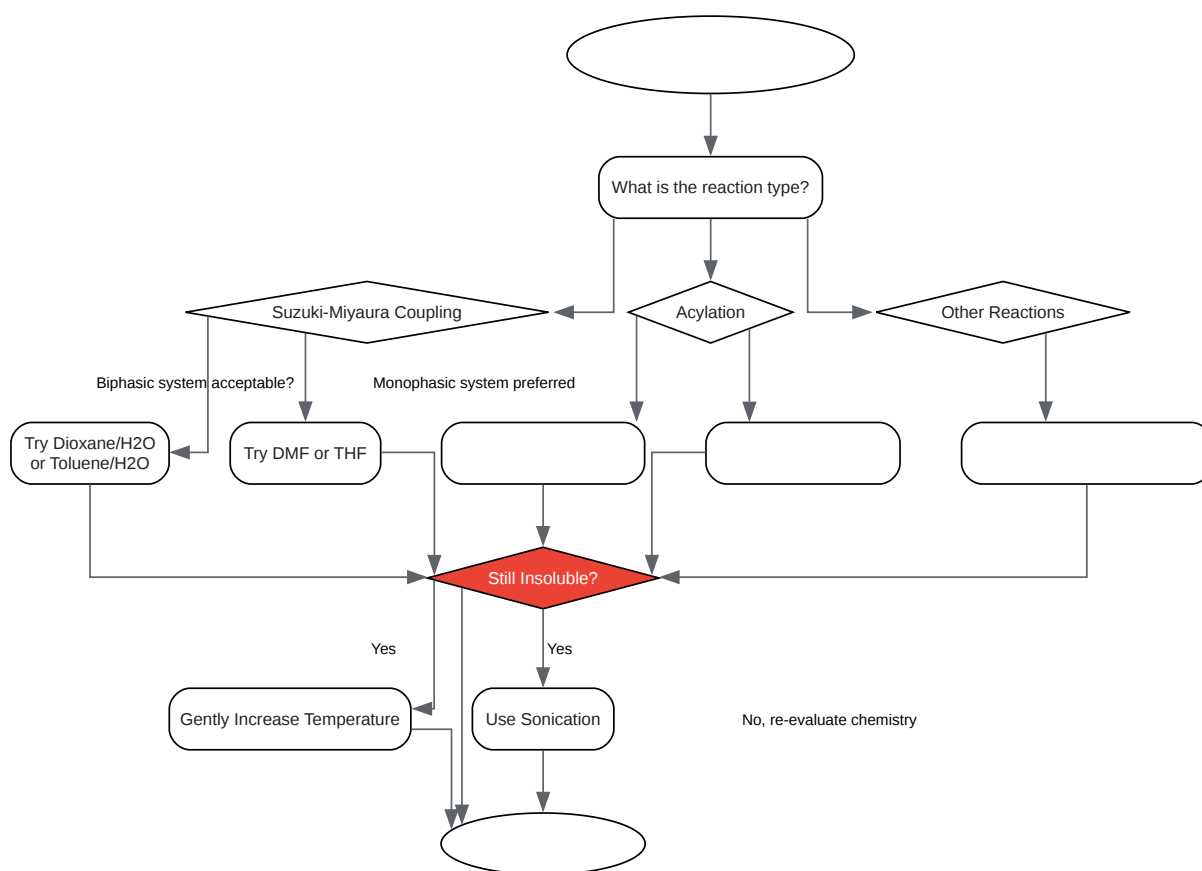 What is the reaction type?
Suzuki-Miyaura Coupling
Acylation
Other Reactions
Biphasic system acceptable?
Monophasic system preferred
Try Dioxane/H2O
or Toluene/H2O
Try DMF or THF
Still Insoluble?
Yes
Yes
Gently Increase Temperature
Use Sonication
No, re-evaluate chemistry